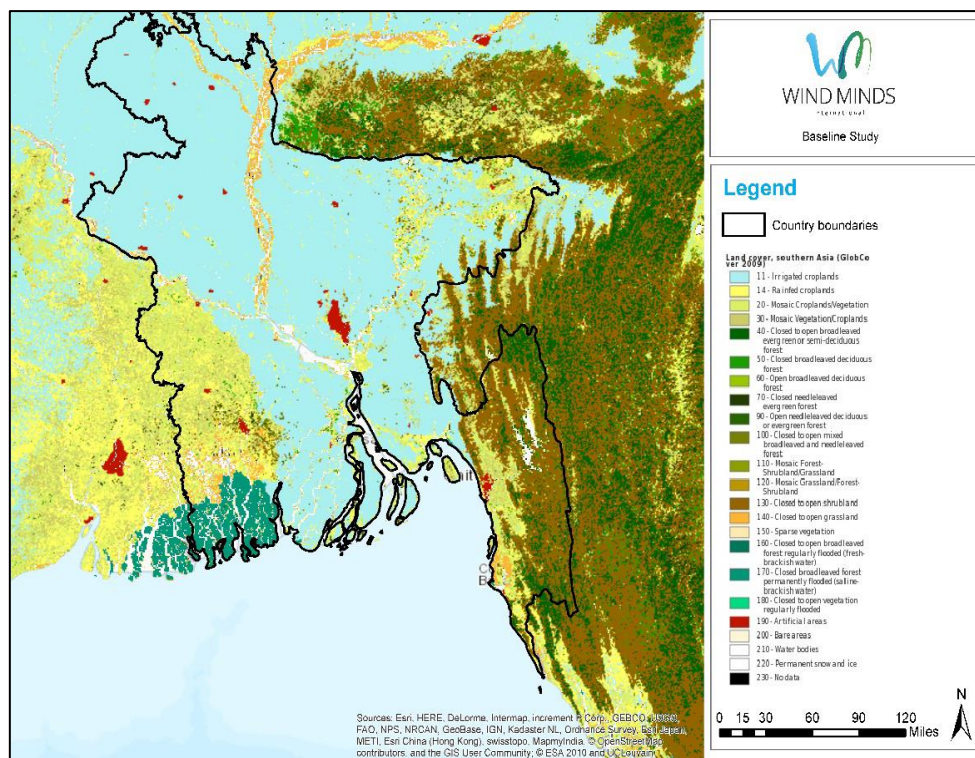 WIND MINDS
International
Baseline Study
Legend
Country boundaries
Land cover, southern Asia (GlobCo
ver 2009)
11 - Irrigated croplands
14 - Rainfed croplands
20 - Mosaic Croplands/Vegetation
30 - Mosaic Vegetation/Croplands
40 - Closed to open broadleaved
evergreen or semi-deciduous
forest
50 - Closed broadleaved deciduous
forest
60 - Open broadleaved deciduous
forest
70 - Closed needleleaved
evergreen forest
90 - Open needleleaved deciduous
or evergreen forest
100 - Closed to open mixed
broadleaved and needleleaved
forest
110 - Mosaic Forest-
Shrubland/Grassland
120 - Mosaic Grassland/Forest-
Shrubland
130 - Closed to open shrubland
140 - Closed to open grassland
150 - Sparse vegetation
160 - Closed to open broadleaved
forest regularly flooded (fresh-
brackish water)
170 - Closed broadleaved forest
permanently flooded (saline-
brackish water)
180 - Closed to open vegetation
regularly flooded
190 - Artificial areas
200 - Bare areas
210 - Water bodies
220 - Permanent snow and ice
230 - No data
N
0 15 30 60 90 120
Miles
Sources: Esri, HERE, DeLorme, Intermap, increment P Corp., GEBCO, USGS,
FAO, NPS, NRCAN, GeoBase, IGN, Kadaster NL, Ordnance Survey, Esri Japan,
METI, Esri China (Hong Kong), swisstopo, MapmyIndia, © OpenStreetMap
contributors, and the GIS User Community; © ESA 2010 and UCLouvain